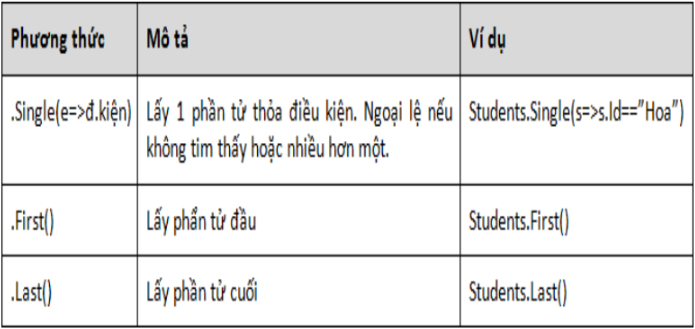 Phương thức
Mô tả
Ví dụ
.Single(e=>đ.kiện)
Lấy 1 phần tử thỏa điều kiện. Ngoại lệ nếu
không tim thấy hoặc nhiều hơn một.
Students.Single(s=>s.Id=="Hoa")
.First()
Lấy phẩn tử đầu
Students.First()
.Last()
Lấy phần tử cuối
Students.Last()